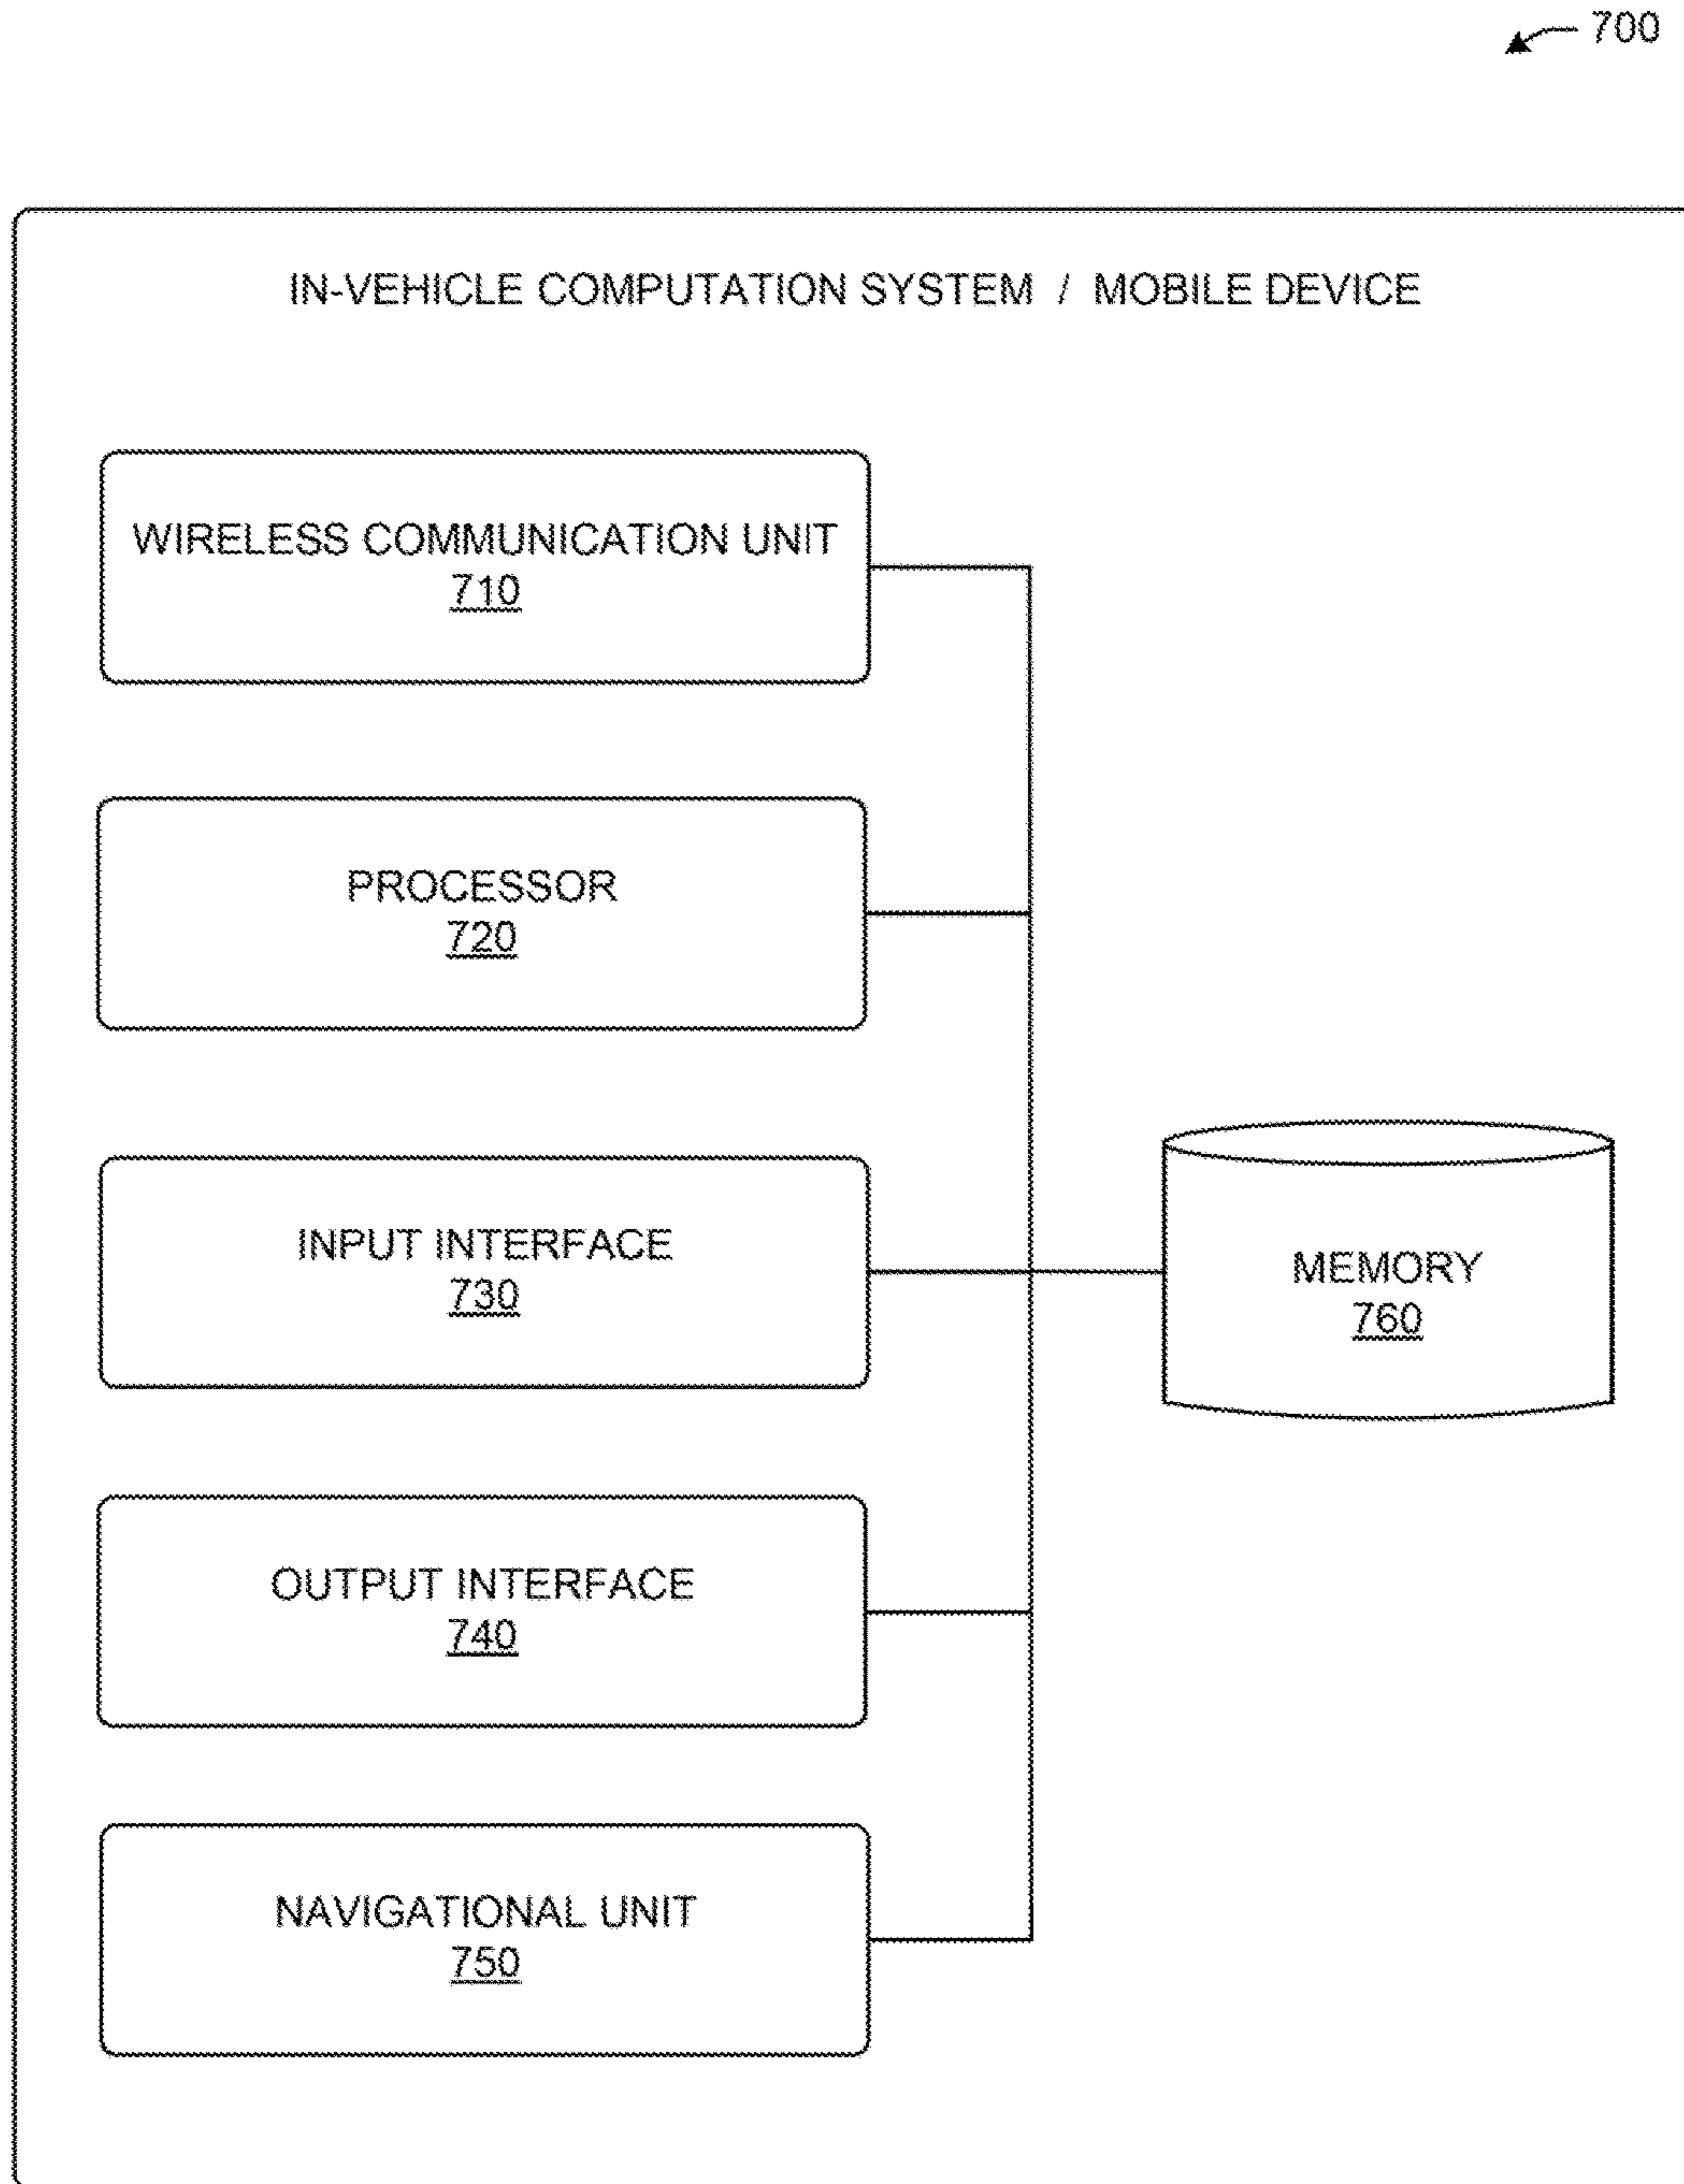 700
IN-VEHICLE COMPUTATION SYSTEM / MOBILE DEVICE
WIRELESS COMMUNICATION UNIT
710
PROCESSOR
720
INPUT INTERFACE
730
MEMORY
760
OUTPUT INTERFACE
740
NAVIGATIONAL UNIT
750